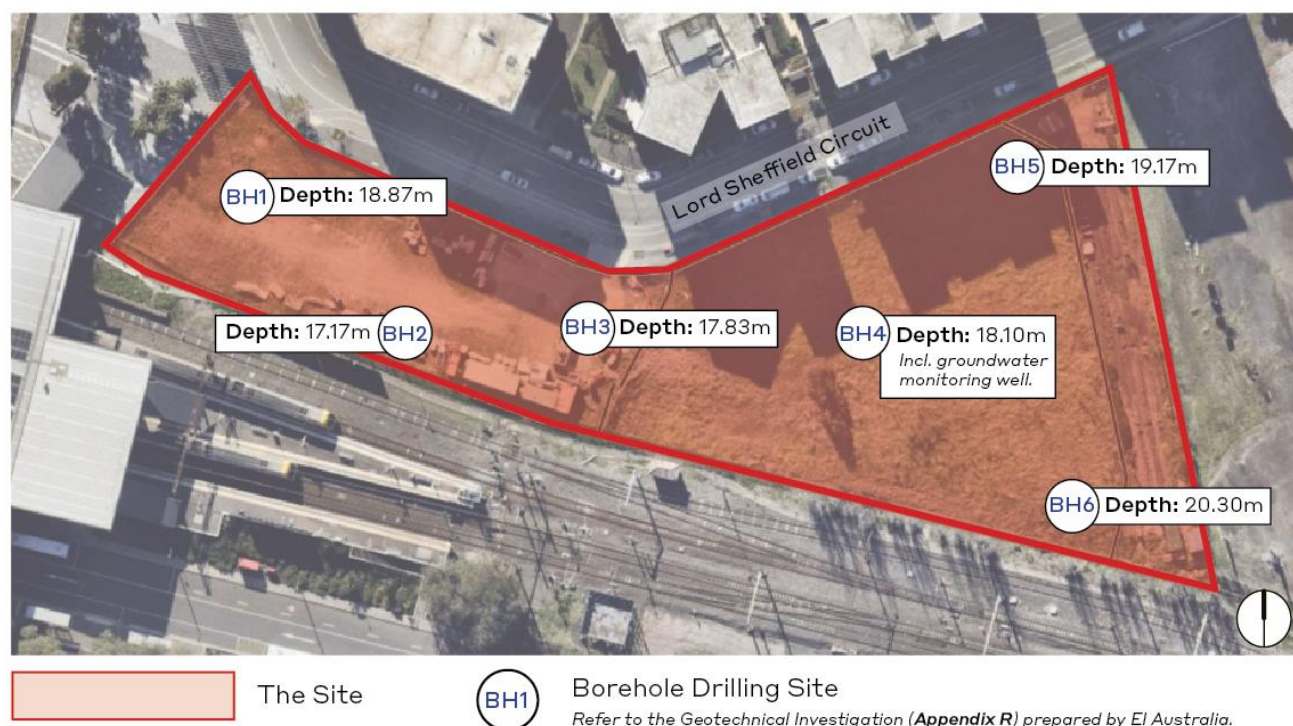 Lord Sheffield Circuit
BH5 Depth: 19.17m
BH1 Depth: 18.87m
Depth: 17.17m BH2
BH3 Depth: 17.83m
BH4 Depth: 18.10m
Incl. groundwater
monitoring well.
BH6 Depth: 20.30m
The Site
BH1 Borehole Drilling Site
Refer to the Geotechnical Investigation (Appendix R) prepared by EI Australia.